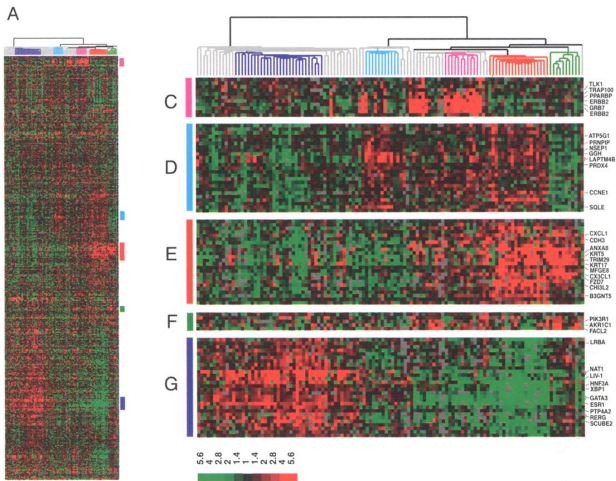 A
C
TLK1
TRAP100
PPARBP
ERBB2
GRB7
ERBB2
D
ATP5G1
PRNPIP
NSEP1
GGH
LAPTM4B
PRDX4
CCNE1
SQLE
E
CXCL1
CDH3
ANXA8
KRT5
TRIM29
KRT17
MFGE8
CX3CL1
FZD7
CHI3L2
B3GNT5
F
PIK3R1
AKR1C1
FACL2
G
LRBA
NAT1
LIV-1
HNF3A
XBP1
GATA3
ESR1
PTP4A2
RERG
SCUBE2
5.6 4.8 2.8 2 1.4 1 1.4 2 2.8 4 5.6